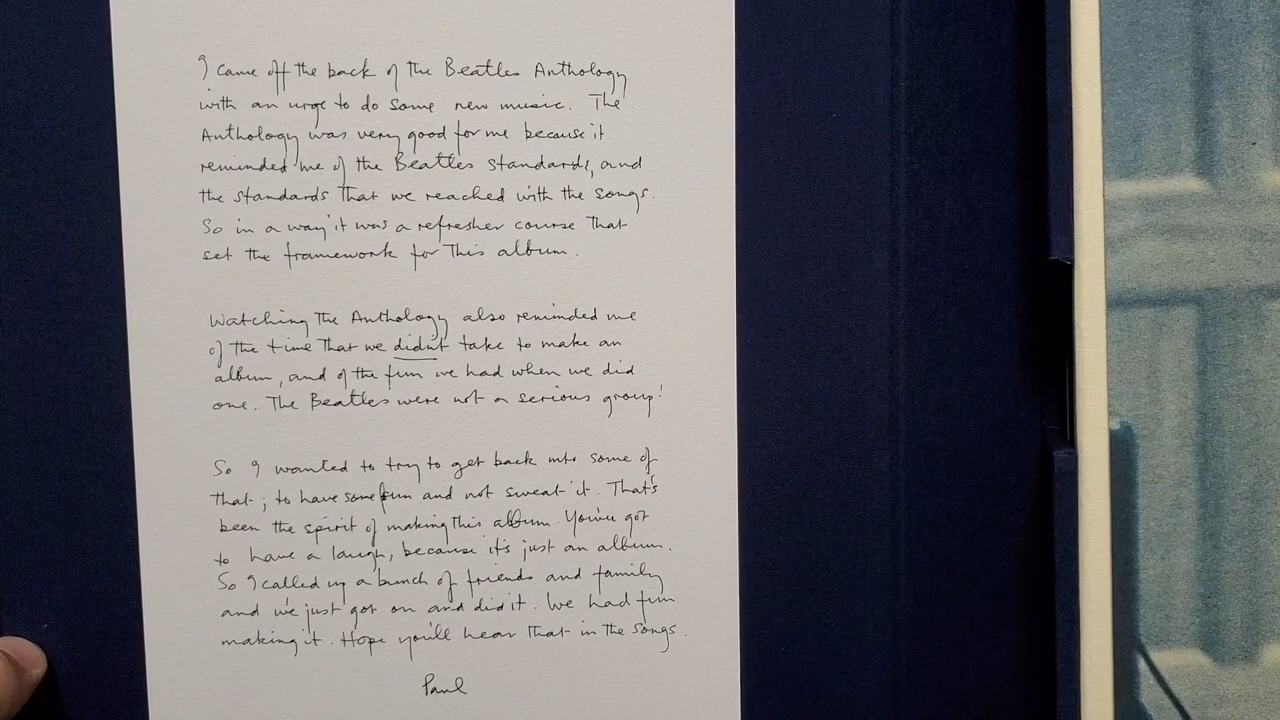 I came off the back of the Beatles Anthology
with an urge to do some new music. The
Anthology was very good for me because it
reminded me of the Beatles standards, and
the standards that we reached with the songs.
So in a way it was a refresher course that
set the framework for this album.
Watching the Anthology also reminded me
of the time that we didn't take to make an
album, and of the fun we had when we did
one. The Beatles were not a serious group!
So I wanted to try to get back into some of
that; to have some fun and not sweat it. That's
been the spirit of making this album. You've got
to have a laugh, because it's just an album.
So I called up a bunch of friends and family
and we just got on and did it. We had fun
making it. Hope you'll hear that in the songs.
Paul